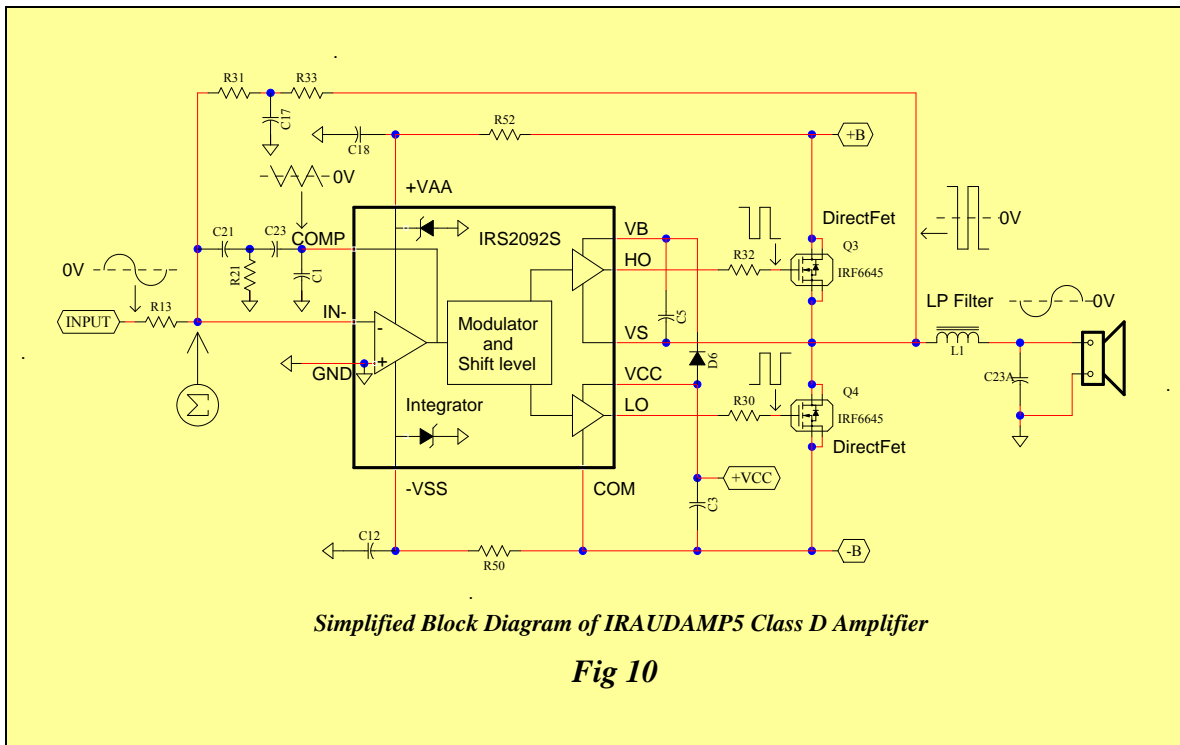 R31
R33
C17
R52
C18
+B
0V
+VAA
0V
DirectFet
IRS2092S
VB
Q3
C21
C23
COMP
HO
R32
IRF6645
0V
R21
C1
LP Filter
0V
INPUT
R13
IN-
Modulator
and
Shift level
C5
VS
L1
GND
D6
VCC
Q4
C23A
Σ
Integrator
LO
R30
IRF6645
DirectFet
-VSS
COM
+VCC
C3
C12
R50
-B
- 
+
Simplified Block Diagram of IRAUDAMP5 Class D Amplifier
Fig 10